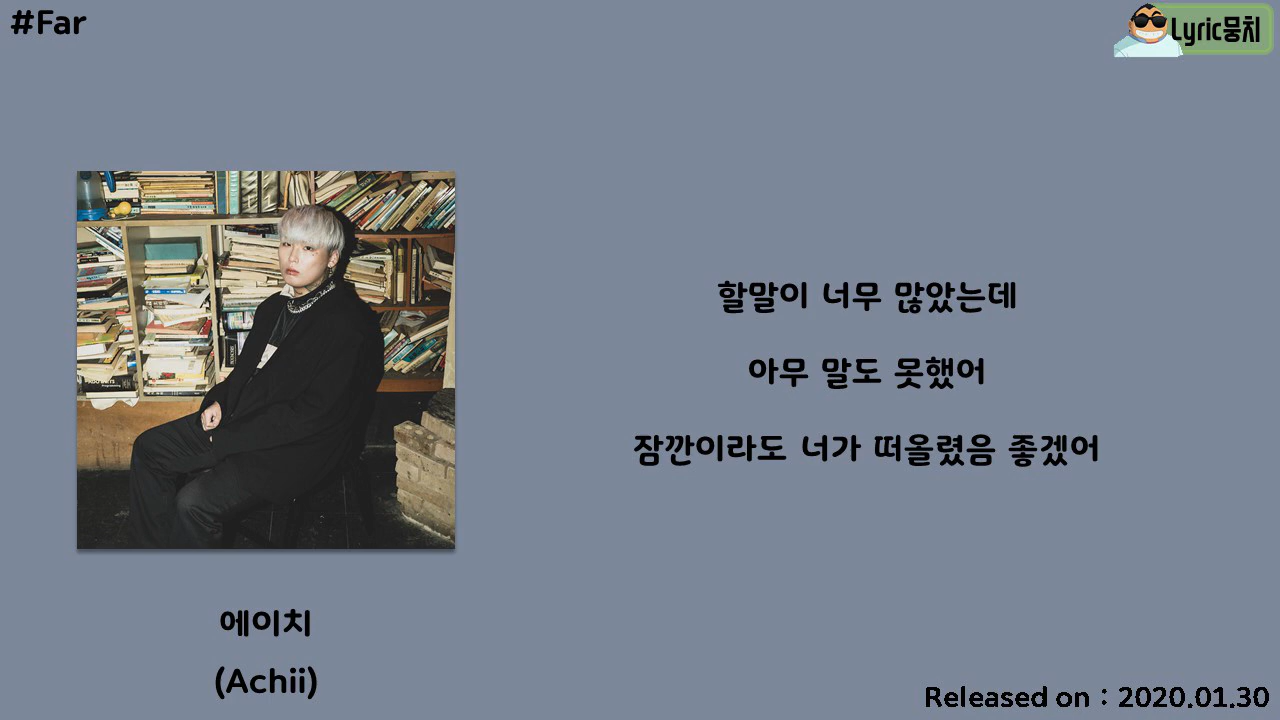 #Far
Lyric뭉치
할말이 너무 많았는데
아무 말도 못했어
잠깐이라도 너가 떠올렸음 좋겠어
에이치
(Achii)
Released on : 2020.01.30